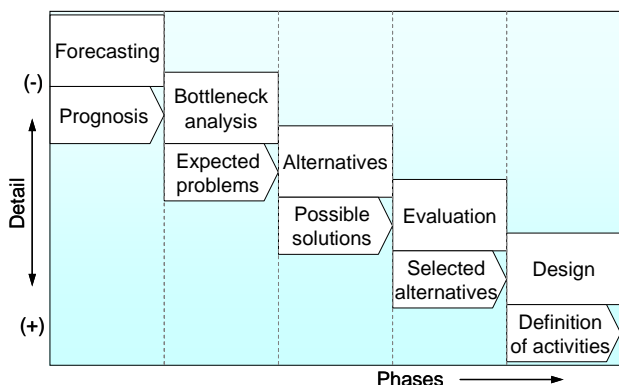 Forecasting
(-)
Prognosis
Bottleneck
analysis
Expected
problems
Alternatives
Possible
solutions
Evaluation
Selected
alternatives
Design
Definition
of activities
Detail
(+)
Phases